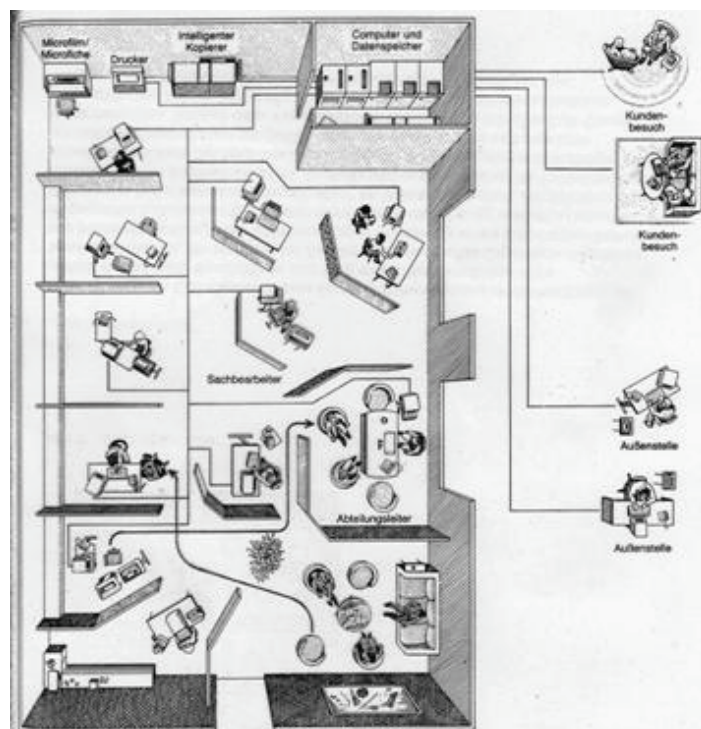 Microfilm/
Microfiche
Drucker
Intelligenter
Kopierer
Computer und
Datenspeicher
Kunden-
besuch
Kunden-
besuch
Sachbearbeiter
Außenstelle
Abteilungsleiter
Außenstelle